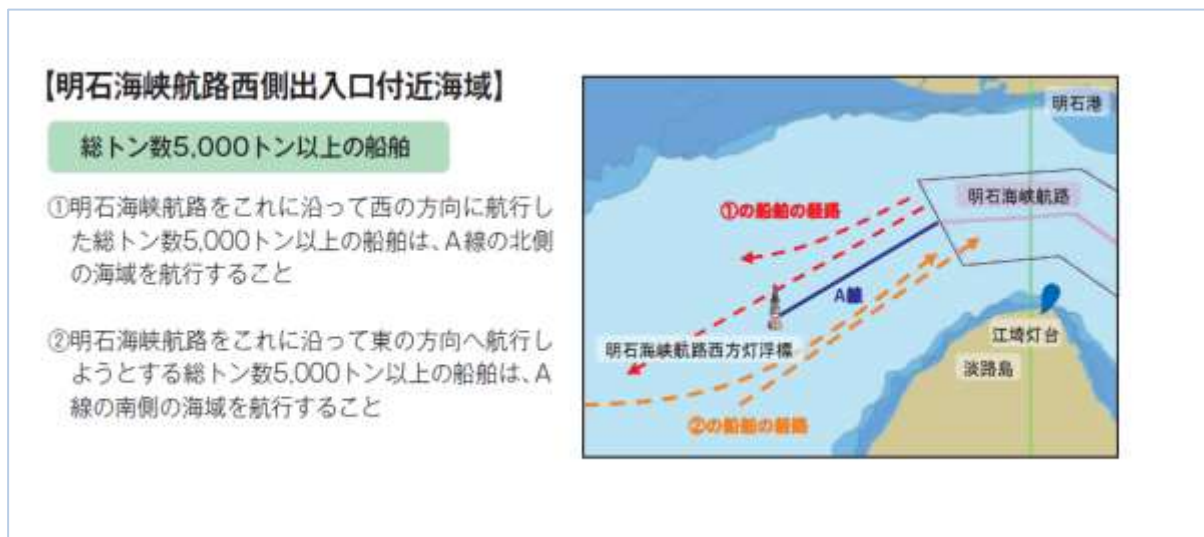 【明石海峡航路西側出入口付近海域】
総トン数5,000トン以上の船舶
①明石海峡航路をこれに沿って西の方向に航行し
た総トン数5,000トン以上の船舶は、A線の北側
の海域を航行すること
②明石海峡航路をこれに沿って東の方向へ航行し
ようとする総トン数5,000トン以上の船舶は、A
線の南側の海域を航行すること
明石港
明石海峡航路
①の船舶の経路
A線
明石海峡航路西方灯浮標
江埼灯台
淡路島
②の船舶の経路